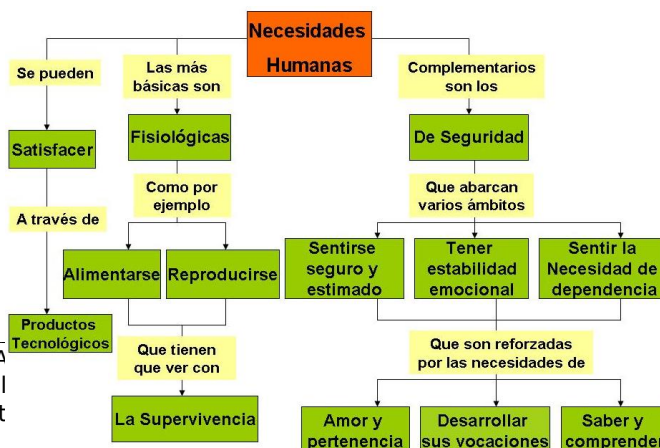 Necesidades
Humanas
Se pueden
Las más
básicas son
Complementarios
son los
Satisfacer
Fisiológicas
De Seguridad
A través de
Como por
ejemplo
Que abarcan
varios ámbitos
Alimentarse
Reproducirse
Sentirse
seguro y
estimado
Tener
estabilidad
emocional
Sentir la
Necesidad de
dependencia
Productos
Tecnológicos
Que tienen
que ver con
Que son reforzadas
por las necesidades de
La Supervivencia
Amor y
pertenencia
Desarrollar
sus vocaciones
Saber y
comprender